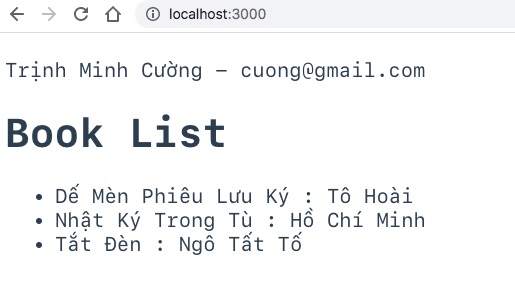 localhost:3000
Trịnh Minh Cường - cuong@gmail.com
Book List
• Dế Mèn Phiêu Lưu Ký : Tô Hoài
• Nhật Ký Trong Tù : Hồ Chí Minh
• Tắt Đèn : Ngô Tất Tố